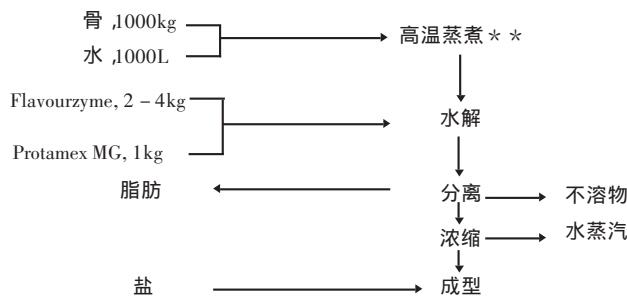 骨,1000kg
水,1000L
高温蒸煮＊＊
Flavourzyme, 2－4kg
水解
Protamex MG, 1kg
脂肪
分离
不溶物
浓缩
水蒸汽
盐
成型